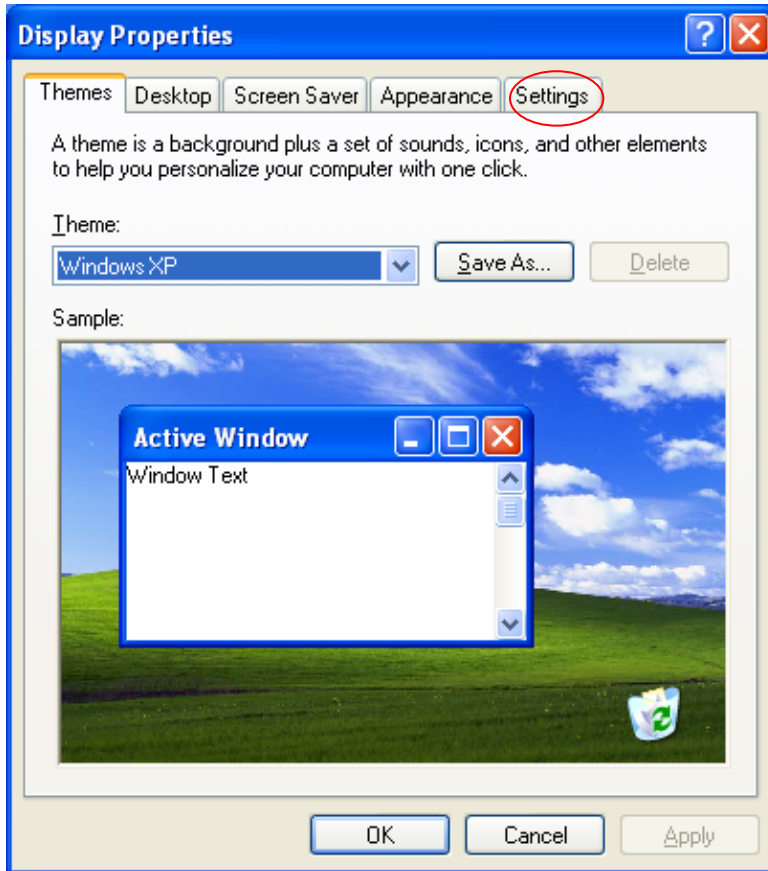 Display Properties
Themes Desktop Screen Saver Appearance Settings
A theme is a background plus a set of sounds, icons, and other elements
to help you personalize your computer with one click.
Theme:
Windows XP Save As... Delete
Sample:
Active Window
Window Text
OK Cancel Apply